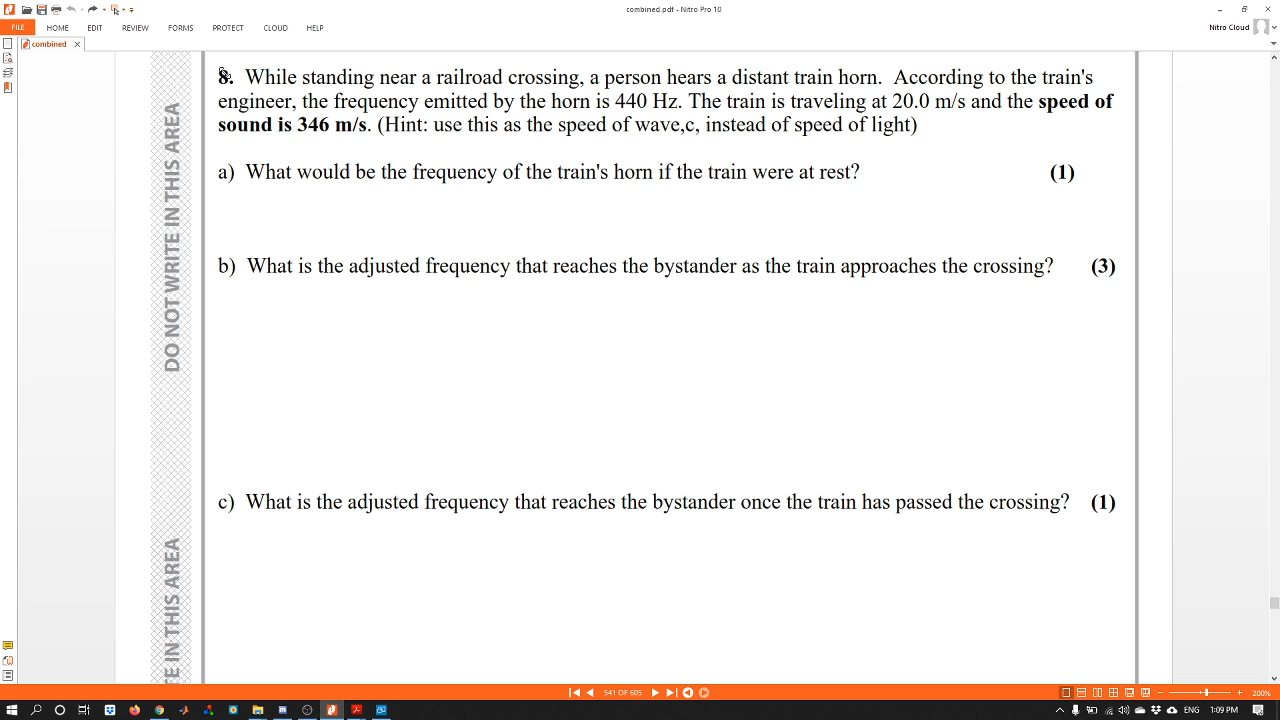 combined.pdf - Nitro Pro 10
FILE HOME EDIT REVIEW FORMS PROTECT CLOUD HELP Nitro Cloud
combined
8. While standing near a railroad crossing, a person hears a distant train horn. According to the train's
engineer, the frequency emitted by the horn is 440 Hz. The train is traveling at 20.0 m/s and the speed of
sound is 346 m/s. (Hint: use this as the speed of wave,c, instead of speed of light)
a) What would be the frequency of the train's horn if the train were at rest? (1)
b) What is the adjusted frequency that reaches the bystander as the train approaches the crossing? (3)
c) What is the adjusted frequency that reaches the bystander once the train has passed the crossing? (1)
DO NOT WRITE IN THIS AREA
E IN THIS AREA
541 OF 605
200%
ENG 1:09 PM